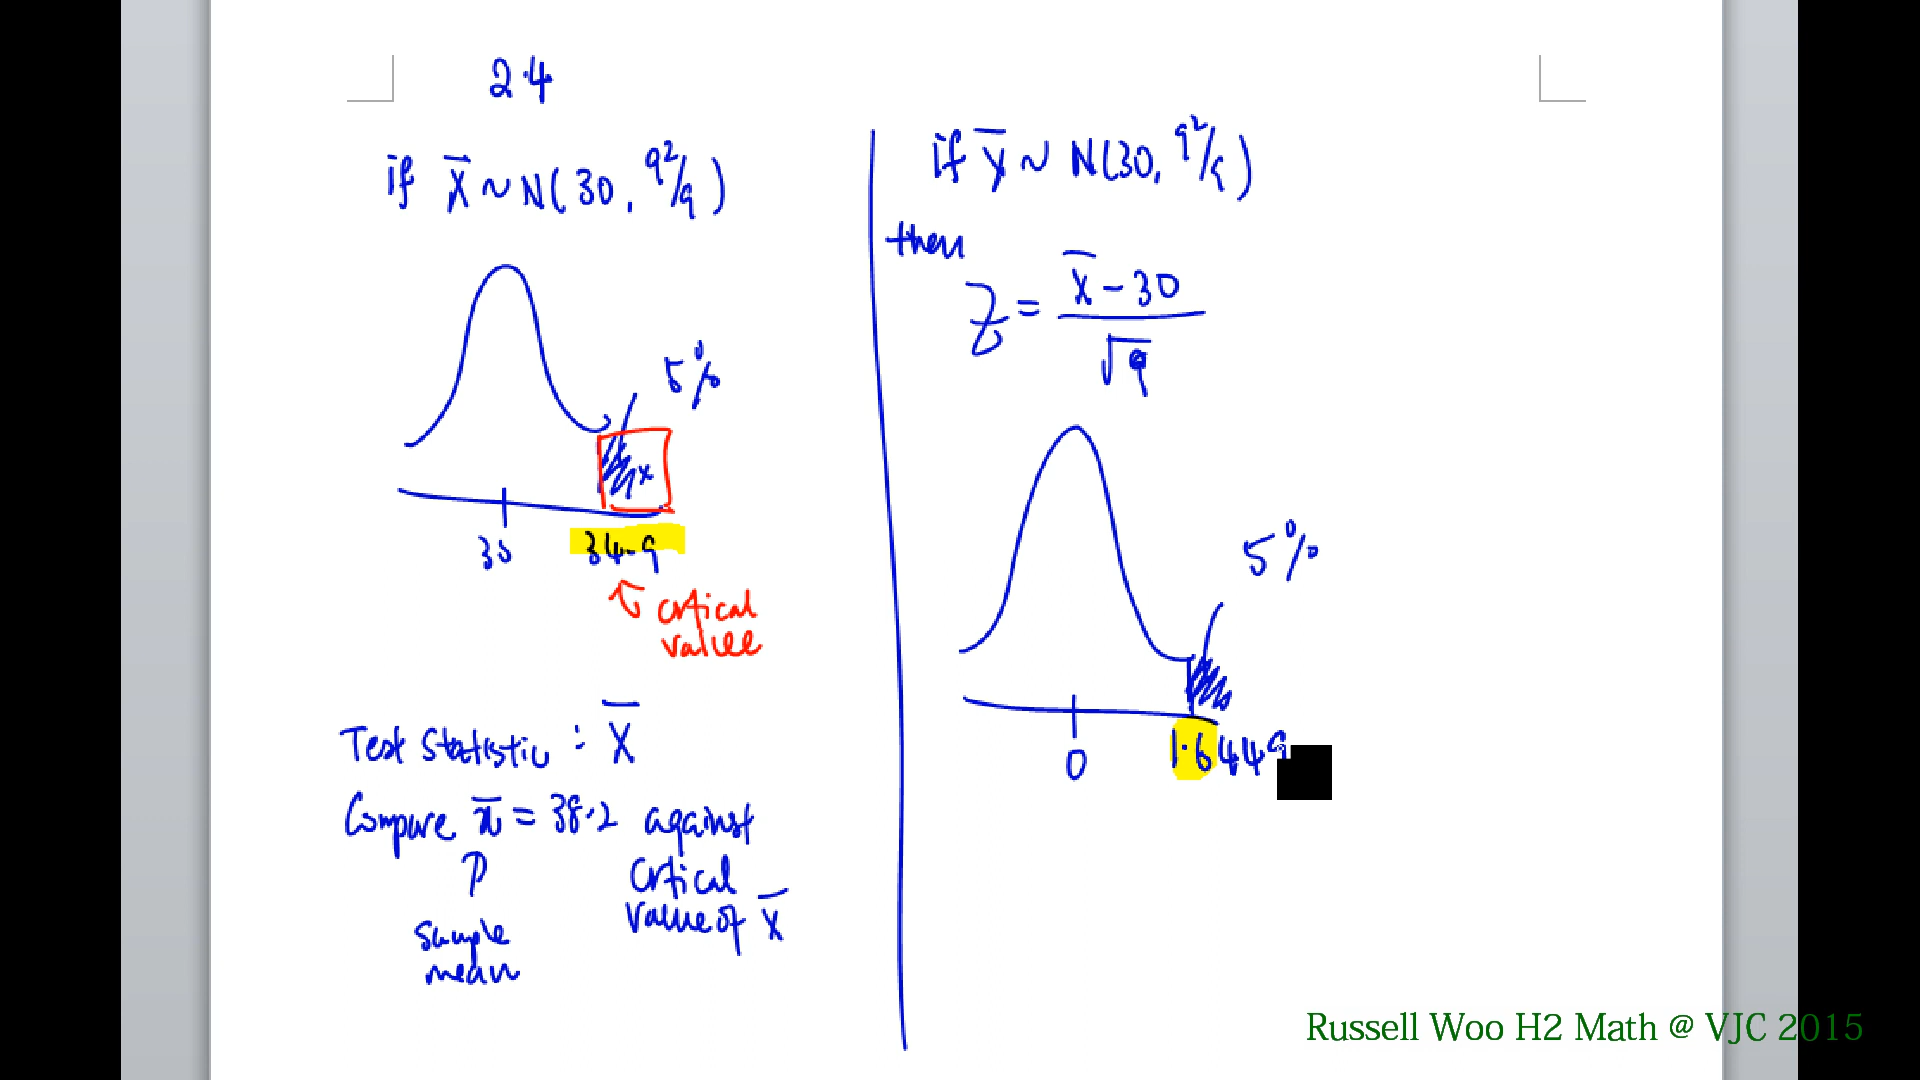 2.4
if X̅ ~ N(30, 9²/9)
5%
x
30
34.9
critical
value
Test Statistic : X̅
Compare x̅ = 38.2 against
critical
value of X̅
sample
mean
if X̅ ~ N(30, 9²/9)
then
Z = X̅ - 30
√9
5%
0
1.6449
Russell Woo H2 Math @ VJC 2015